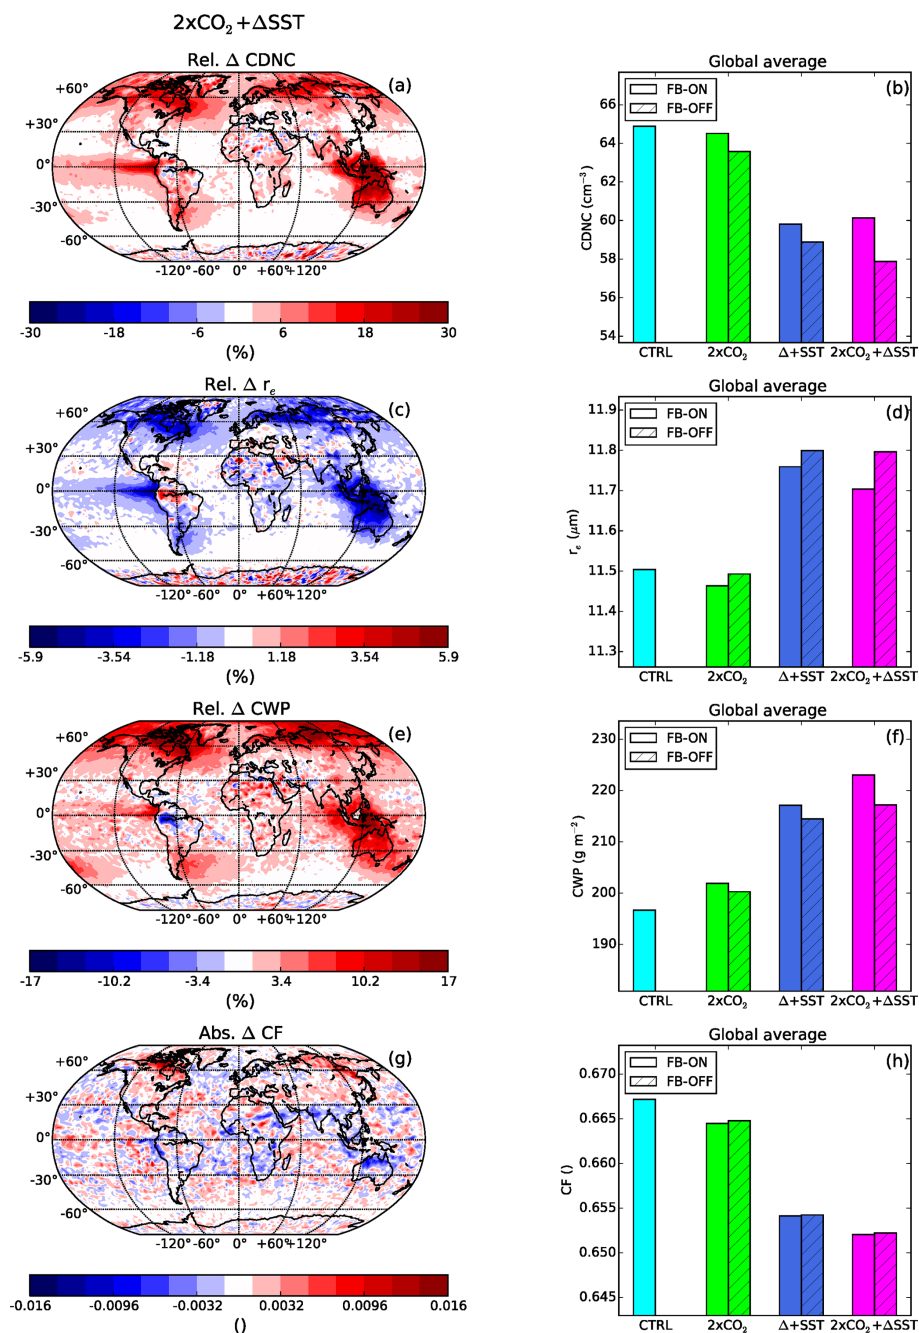 2xCO₂+ΔSST
Rel. Δ CDNC
(a)
+60°
+30°
0°
-30°
-60°
-120° -60° 0° +60° +120°
-30 -18 -6 6 18 30
(%)
Global average
(b)
FB-ON
FB-OFF
CDNC (cm⁻³)
66
64
62
60
58
56
54
CTRL 2xCO₂ Δ+SST 2xCO₂+ΔSST
Rel. Δ rₑ
(c)
+60°
+30°
0°
-30°
-60°
-120° -60° 0° +60° +120°
-5.9 -3.54 -1.18 1.18 3.54 5.9
(%)
Global average
(d)
FB-ON
FB-OFF
rₑ (μm)
11.9
11.8
11.7
11.6
11.5
11.4
11.3
CTRL 2xCO₂ Δ+SST 2xCO₂+ΔSST
Rel. Δ CWP
(e)
+60°
+30°
0°
-30°
-60°
-120° -60° 0° +60° +120°
-17 -10.2 -3.4 3.4 10.2 17
(%)
Global average
(f)
FB-ON
FB-OFF
CWP (g m⁻²)
230
220
210
200
190
CTRL 2xCO₂ Δ+SST 2xCO₂+ΔSST
Abs. Δ CF
(g)
+60°
+30°
0°
-30°
-60°
-120° -60° 0° +60° +120°
-0.016 -0.0096 -0.0032 0.0032 0.0096 0.016
()
Global average
(h)
FB-ON
FB-OFF
CF ()
0.670
0.665
0.660
0.655
0.650
0.645
CTRL 2xCO₂ Δ+SST 2xCO₂+ΔSST